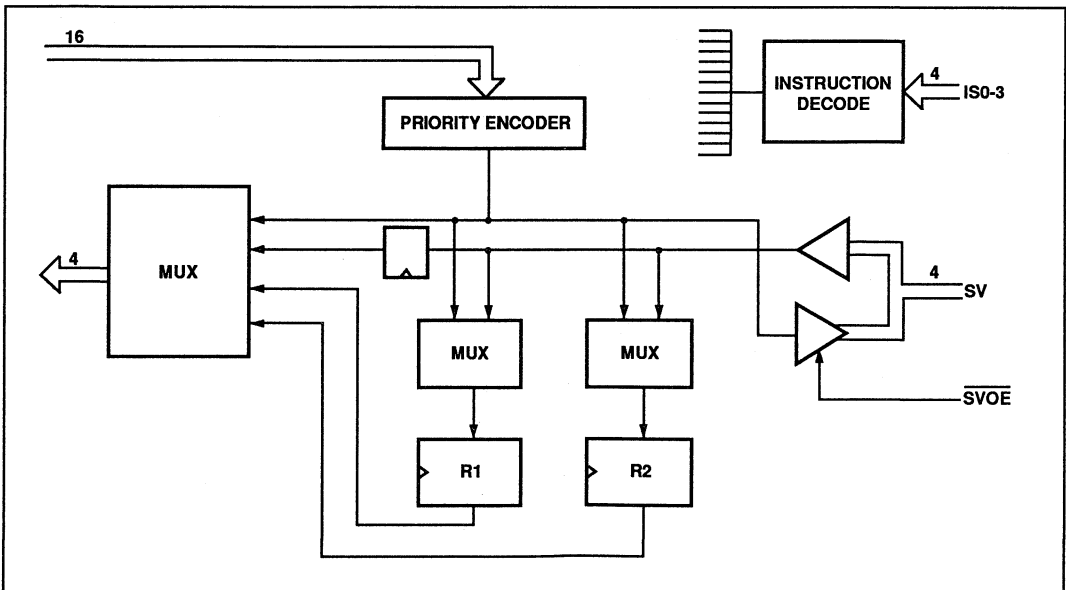 16
PRIORITY ENCODER
INSTRUCTION
DECODE
4
IS0-3
MUX
4
4
SV
MUX
MUX
SVOE
R1
R2